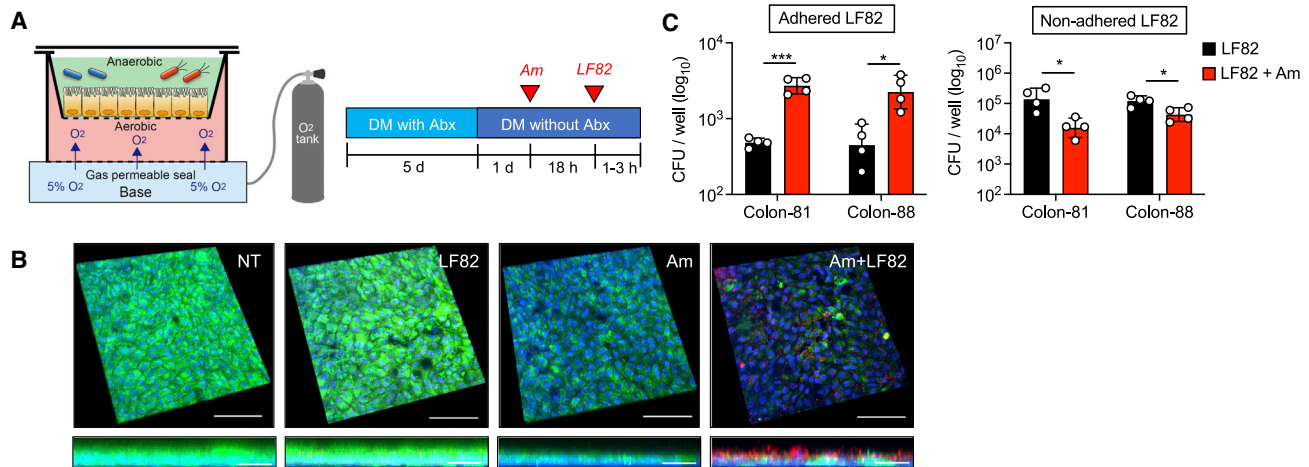 A
Anaerobic
Aerobic
O2 O2 O2
Gas permeable seal
5% O2 5% O2
Base
O2
tank
Am LF82
DM with Abx DM without Abx
5 d 1 d 18 h 1-3 h
C
Adhered LF82 Non-adhered LF82
LF82
LF82 + Am
CFU / well (log10)
10^4
10^3
10^2
*** *
Colon-81 Colon-88
CFU / well (log10)
10^7
10^6
10^5
10^4
10^3
10^2
* *
Colon-81 Colon-88
B
NT LF82 Am Am+LF82